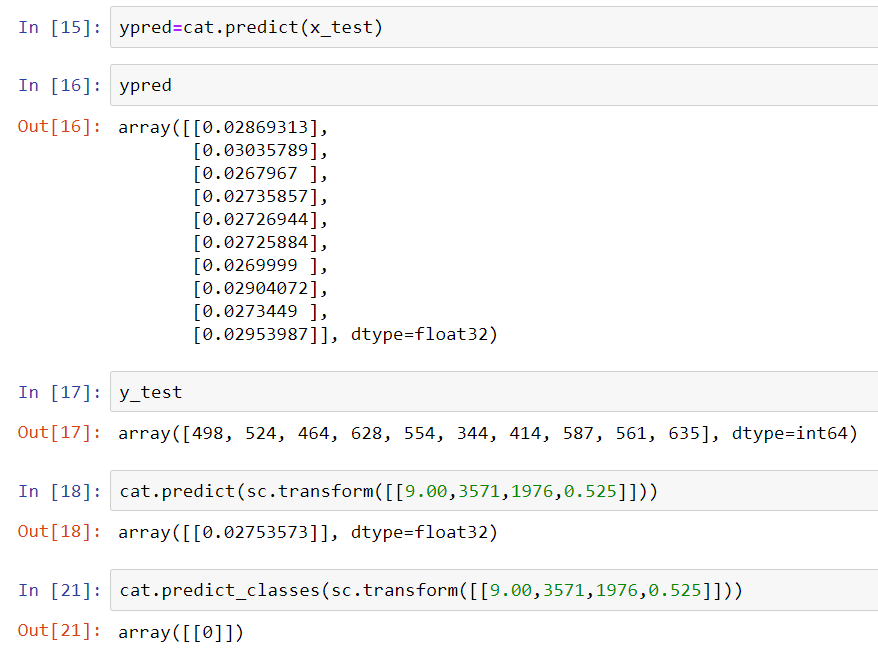 In [15]: ypred=cat.predict(x_test)
In [16]: ypred
Out[16]: array([[0.02869313],
[0.03035789],
[0.0267967 ],
[0.02735857],
[0.02726944],
[0.02725884],
[0.0269999 ],
[0.02904072],
[0.0273449 ],
[0.02953987]], dtype=float32)
In [17]: y_test
Out[17]: array([498, 524, 464, 628, 554, 344, 414, 587, 561, 635], dtype=int64)
In [18]: cat.predict(sc.transform([[9.00,3571,1976,0.525]]))
Out[18]: array([[0.02753573]], dtype=float32)
In [21]: cat.predict_classes(sc.transform([[9.00,3571,1976,0.525]]))
Out[21]: array([[0]])